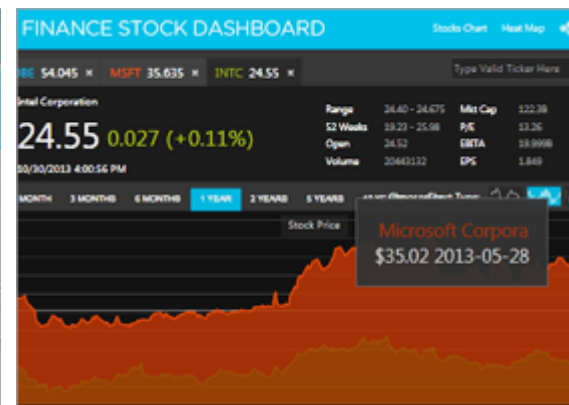 FINANCE STOCK DASHBOARD
Stocks Chart Heat Map
54.045 × MSFT 35.635 × INTC 24.55 ×
Type Valid Ticker Here
Intel Corporation
24.55 0.027 (+0.11%)
10/30/2013 4:00:56 PM
Range 24.40 - 24.675 Mkt Cap 122.3B
52 Weeks 19.23 - 25.98 P/E 13.26
Open 24.52 EBITA 19.999B
Volume 20443132 EPS 1.849
MONTH 3 MONTHS 6 MONTHS 1 YEAR 2 YEARS 5 YEARS Type:
Stock Price
Microsoft Corpora
$35.02 2013-05-28